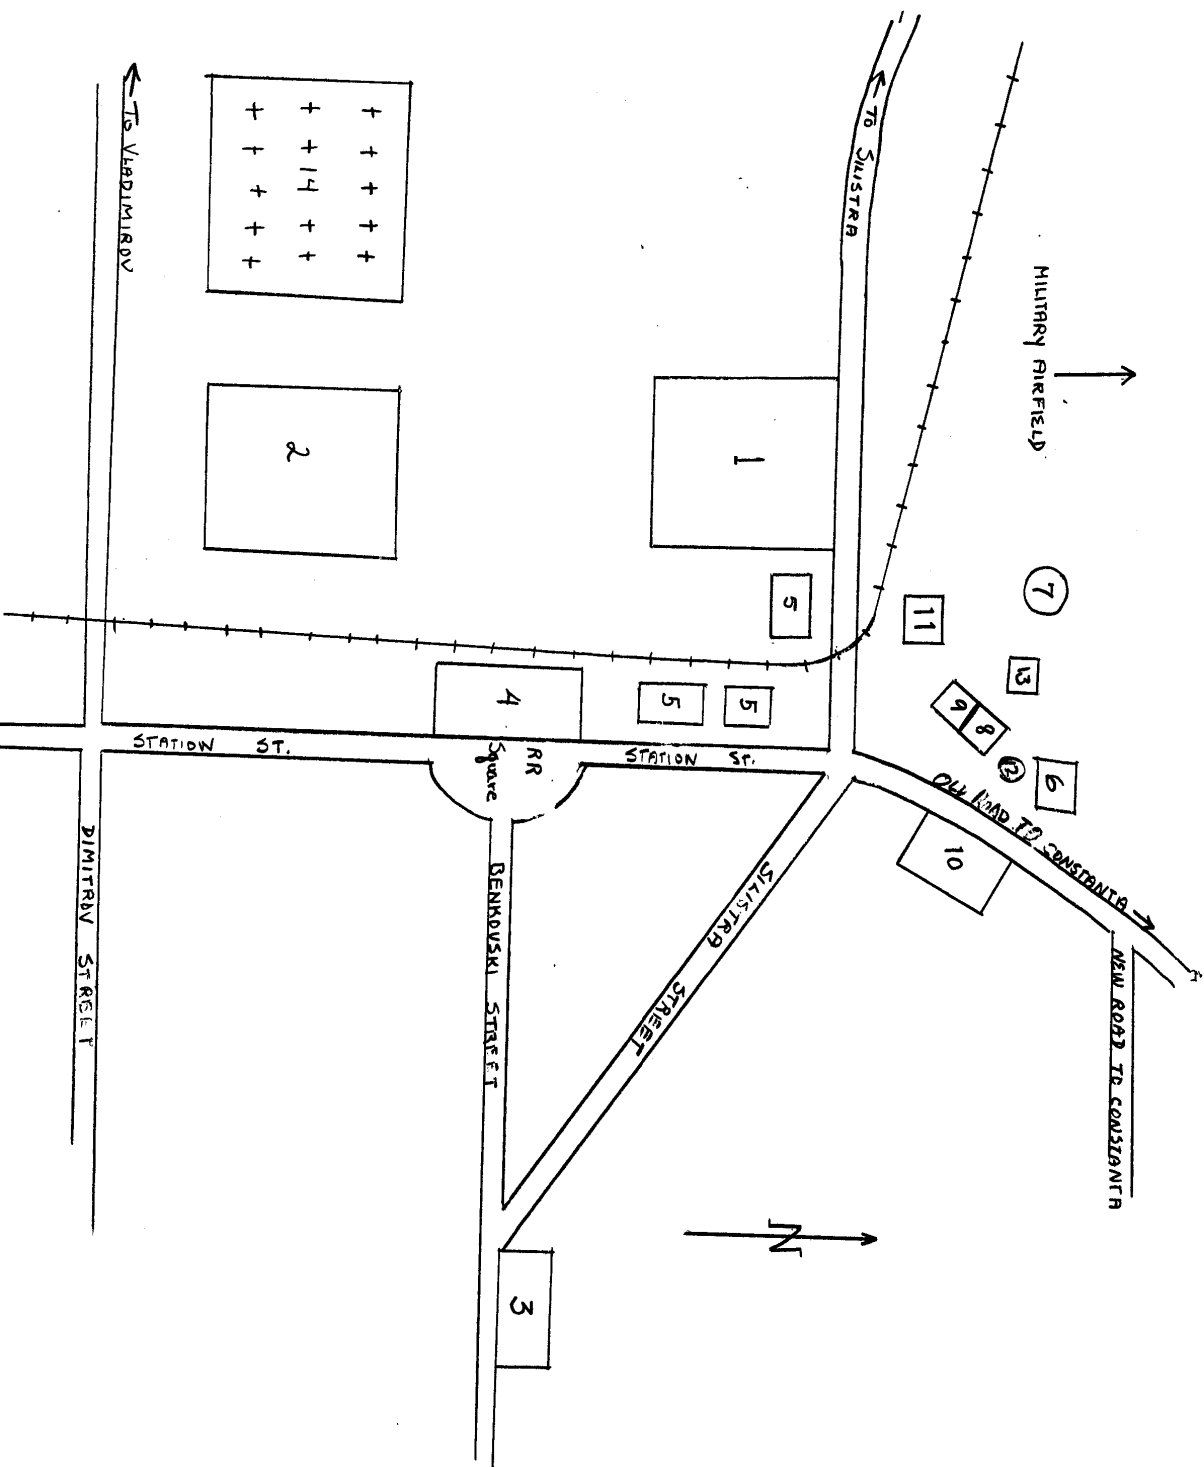 MILITARY AIRFIELD
← TO SILISTRA
← TO VLADIMIROV
14
1
2
7
11
13
5
9
8
12
6
4
5
5
OLD ROAD TO CONSTANTA →
10
STATION ST.
RR
Square
STATION ST.
NEW ROAD TO CONSTANTA
SILISTRA STREET
BENKOVSKI STREET
DIMITROV STREET
N
3